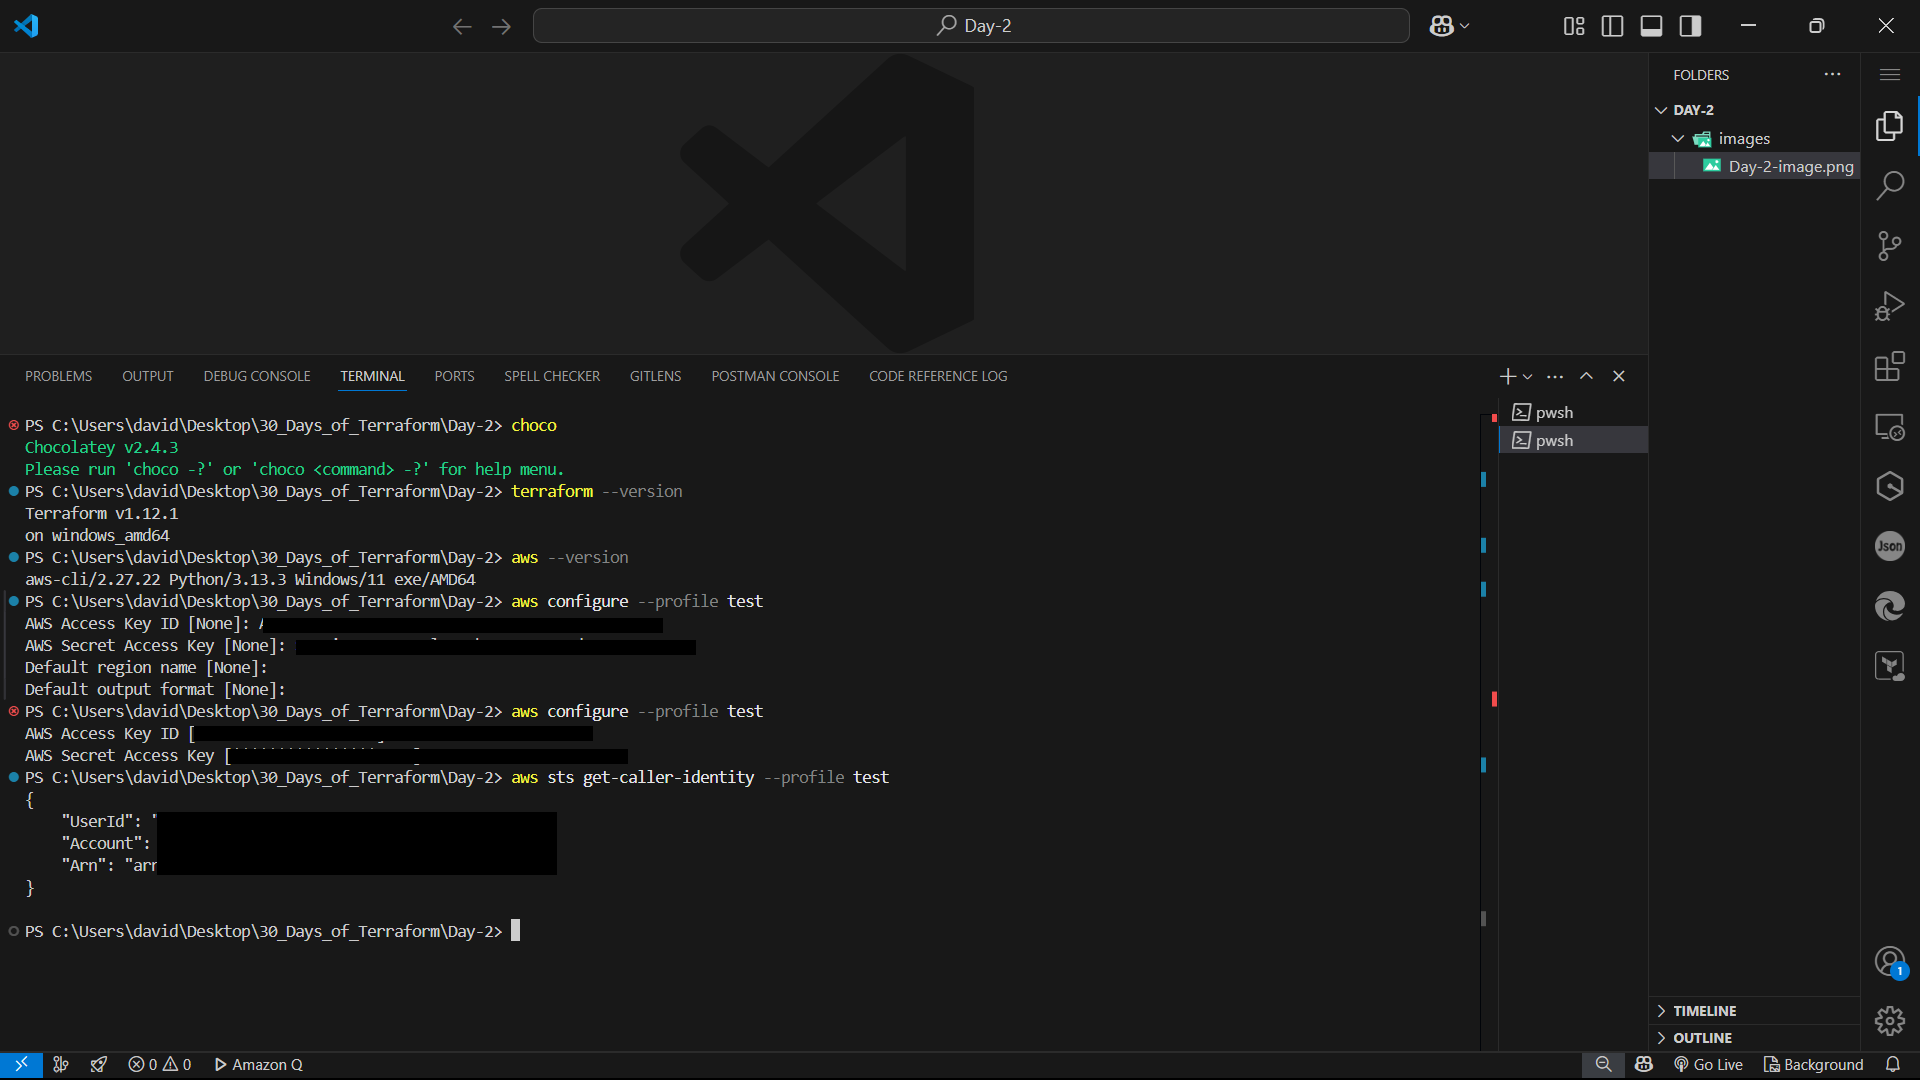 Day-2
FOLDERS
DAY-2
images
Day-2-image.png
PROBLEMS OUTPUT DEBUG CONSOLE TERMINAL PORTS SPELL CHECKER GITLENS POSTMAN CONSOLE CODE REFERENCE LOG
pwsh
pwsh
PS C:\Users\david\Desktop\30_Days_of_Terraform\Day-2> choco
Chocolatey v2.4.3
Please run 'choco -?' or 'choco <command> -?' for help menu.
PS C:\Users\david\Desktop\30_Days_of_Terraform\Day-2> terraform --version
Terraform v1.12.1
on windows_amd64
PS C:\Users\david\Desktop\30_Days_of_Terraform\Day-2> aws --version
aws-cli/2.27.22 Python/3.13.3 Windows/11 exe/AMD64
PS C:\Users\david\Desktop\30_Days_of_Terraform\Day-2> aws configure --profile test
AWS Access Key ID [None]:
AWS Secret Access Key [None]:
Default region name [None]:
Default output format [None]:
PS C:\Users\david\Desktop\30_Days_of_Terraform\Day-2> aws configure --profile test
AWS Access Key ID [
AWS Secret Access Key [
PS C:\Users\david\Desktop\30_Days_of_Terraform\Day-2> aws sts get-caller-identity --profile test
{
"UserId": "
"Account":
"Arn": "arn
}
PS C:\Users\david\Desktop\30_Days_of_Terraform\Day-2>
Json
1
TIMELINE
OUTLINE
0 0 Amazon Q
Go Live Background